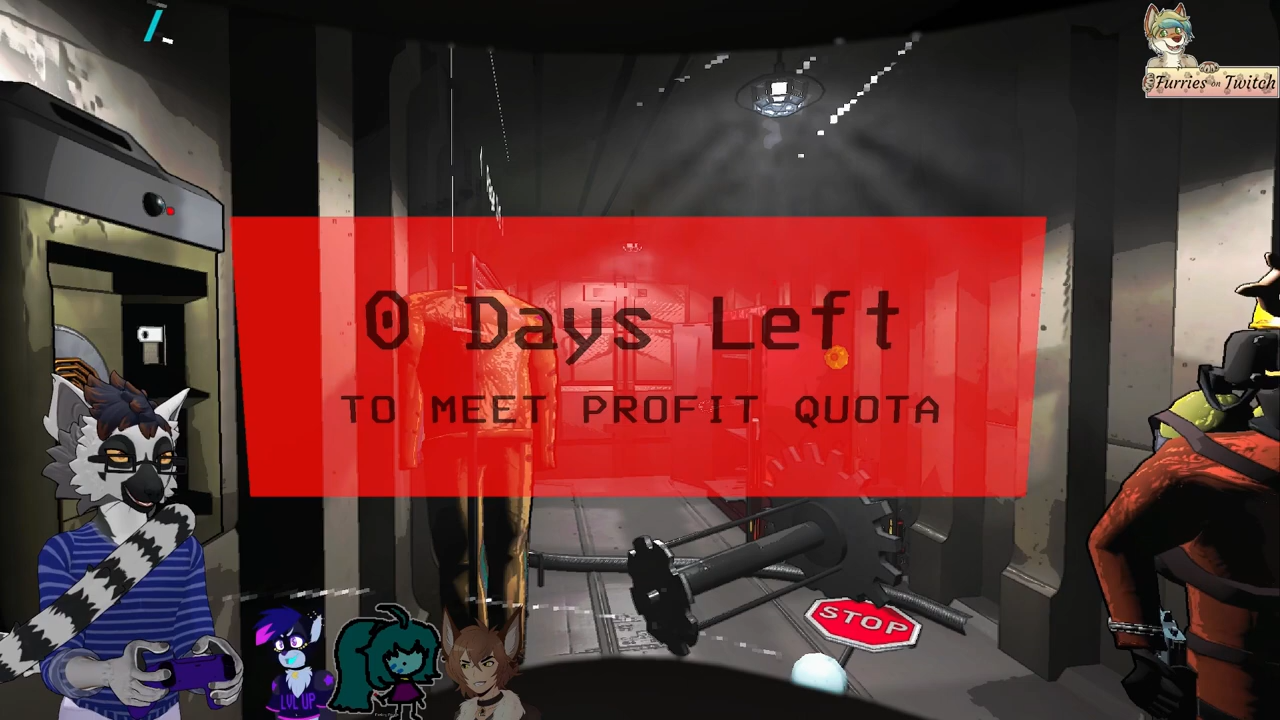 Furries on Twitch
0 Days Left
TO MEET PROFIT QUOTA
STOP
LVL UP